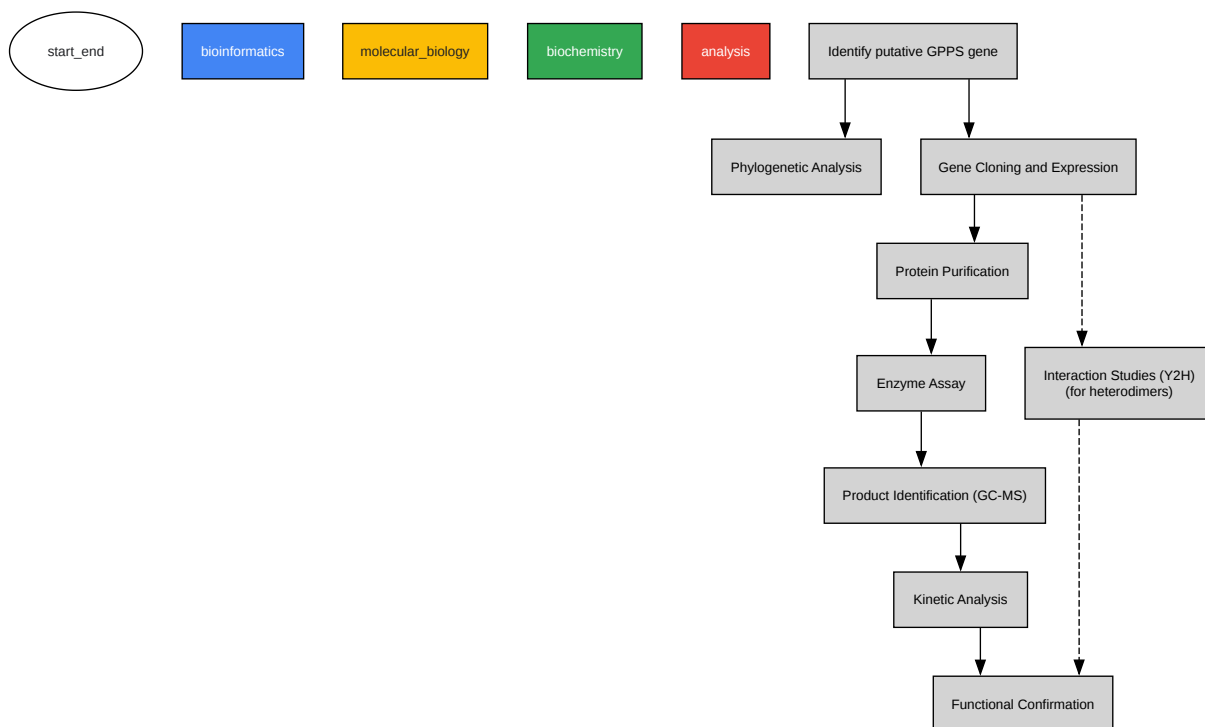 start_end
bioinformatics
molecular_biology
biochemistry
analysis
Identify putative GPPS gene
Phylogenetic Analysis
Gene Cloning and Expression
Protein Purification
Enzyme Assay
Interaction Studies (Y2H)
(for heterodimers)
Product Identification (GC-MS)
Kinetic Analysis
Functional Confirmation